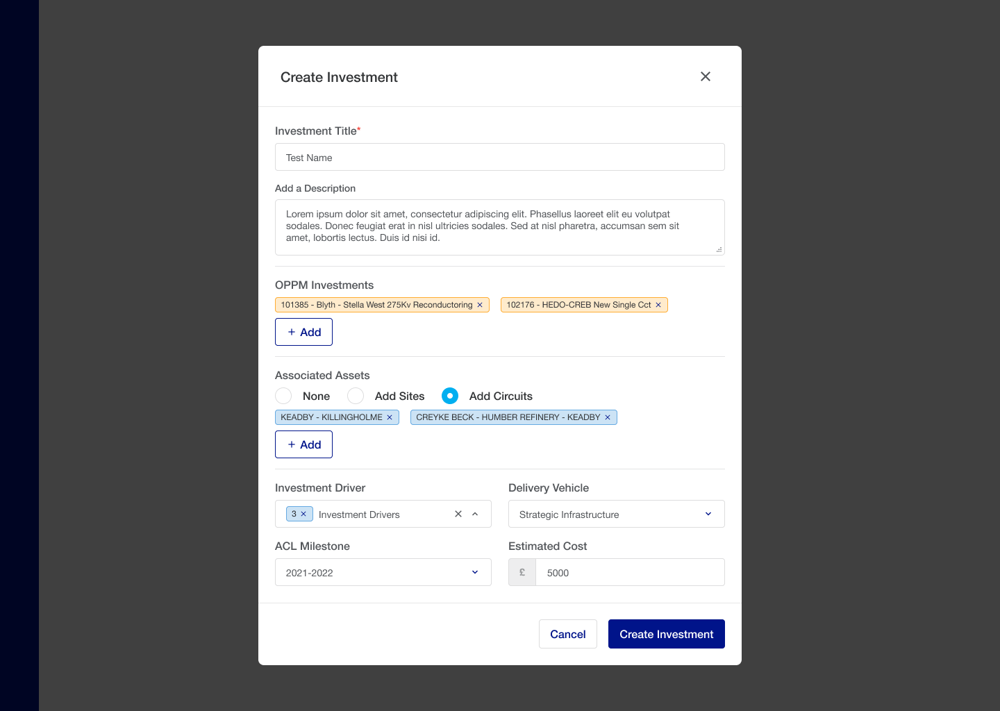 Create Investment
Investment Title*
Test Name
Add a Description
Lorem ipsum dolor sit amet, consectetur adipiscing elit. Phasellus laoreet elit eu volutpat
sodales. Donec feugiat erat in nisl ultricies sodales. Sed at nisl pharetra, accumsan sem sit
amet, lobortis lectus. Duis id nisi id.
OPPM Investments
101385 - Blyth - Stella West 275Kv Reconductoring
102176 - HEDO-CREB New Single Cct
+ Add
Associated Assets
None
Add Sites
Add Circuits
KEADBY - KILLINGHOLME
CREYKE BECK - HUMBER REFINERY - KEADBY
+ Add
Investment Driver
3 Investment Drivers
Delivery Vehicle
Strategic Infrastructure
ACL Milestone
2021-2022
Estimated Cost
£ 5000
Cancel
Create Investment